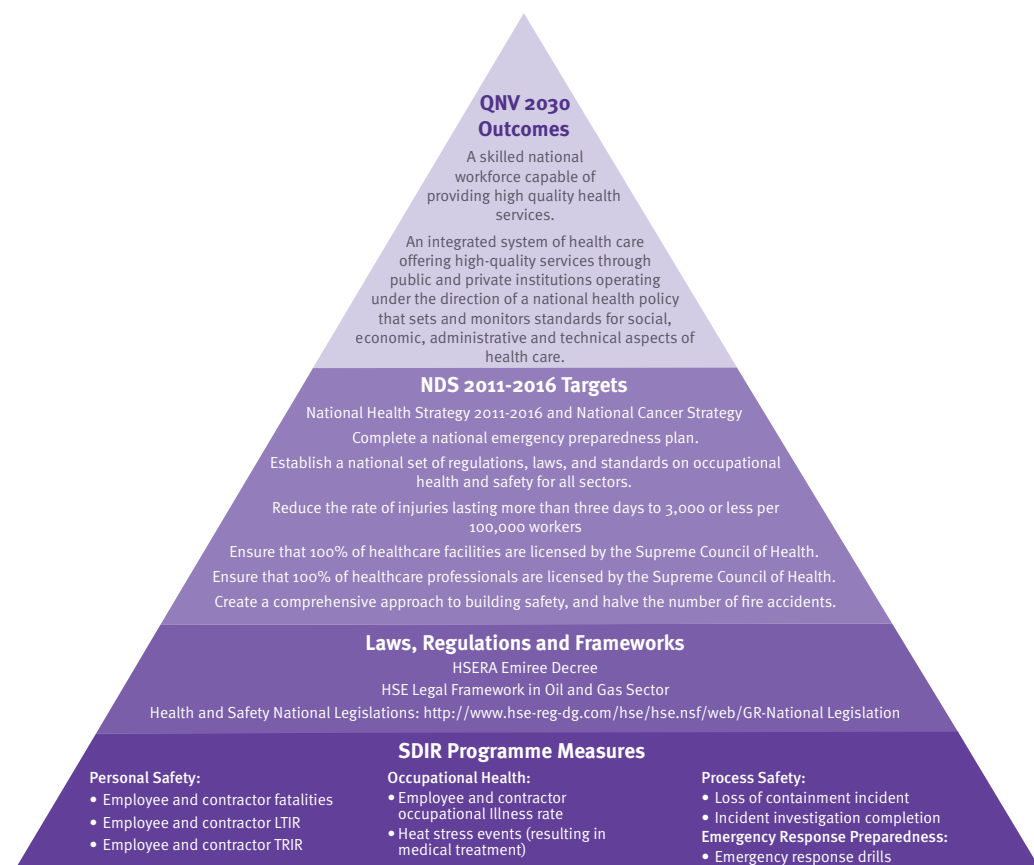 QNV 2030
Outcomes
A skilled national
workforce capable of
providing high quality health
services.
An integrated system of health care
offering high-quality services through
public and private institutions operating
under the direction of a national health policy
that sets and monitors standards for social,
economic, administrative and technical aspects of
health care.
NDS 2011-2016 Targets
National Health Strategy 2011-2016 and National Cancer Strategy
Complete a national emergency preparedness plan.
Establish a national set of regulations, laws, and standards on occupational
health and safety for all sectors.
Reduce the rate of injuries lasting more than three days to 3,000 or less per
100,000 workers
Ensure that 100% of healthcare facilities are licensed by the Supreme Council of Health.
Ensure that 100% of healthcare professionals are licensed by the Supreme Council of Health.
Create a comprehensive approach to building safety, and halve the number of fire accidents.
Laws, Regulations and Frameworks
HSERA Emiree Decree
HSE Legal Framework in Oil and Gas Sector
Health and Safety National Legislations: http://www.hse-reg-dg.com/hse/hse.nsf/web/GR-National Legislation
SDIR Programme Measures
Personal Safety:
• Employee and contractor fatalities
• Employee and contractor LTIR
• Employee and contractor TRIR
Occupational Health:
• Employee and contractor
occupational Illness rate
• Heat stress events (resulting in
medical treatment)
Process Safety:
• Loss of containment incident
• Incident investigation completion
Emergency Response Preparedness:
• Emergency response drills